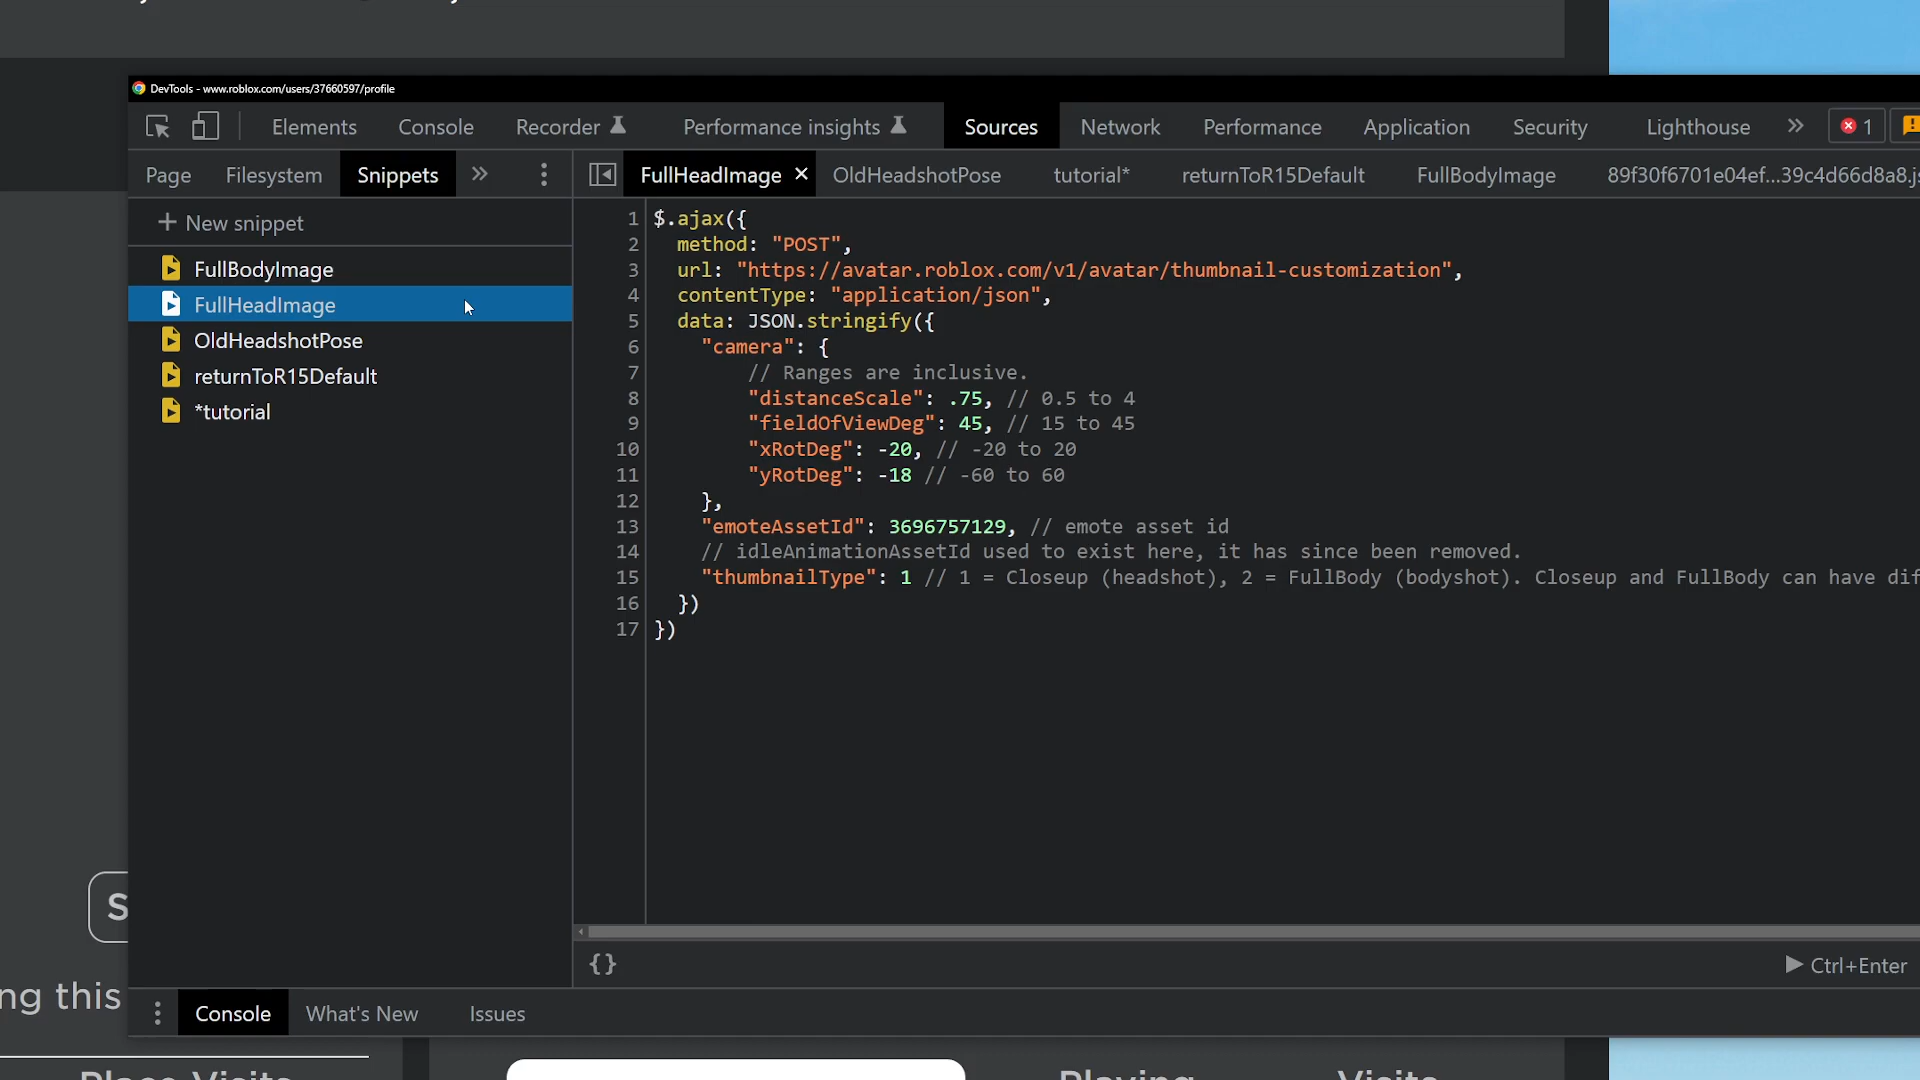 DevTools - www.roblox.com/users/37660597/profile
Elements Console Recorder Performance insights Sources Network Performance Application Security Lighthouse » 1
Page Filesystem Snippets »
FullHeadImage × OldHeadshotPose tutorial* returnToR15Default FullBodyImage 89f30f6701e04ef...39c4d66d8a8.js
+ New snippet
FullBodyImage
FullHeadImage
OldHeadshotPose
returnToR15Default
*tutorial
1 $.ajax({
2 method: "POST",
3 url: "https://avatar.roblox.com/v1/avatar/thumbnail-customization",
4 contentType: "application/json",
5 data: JSON.stringify({
6 "camera": {
7 // Ranges are inclusive.
8 "distanceScale": .75, // 0.5 to 4
9 "fieldOfViewDeg": 45, // 15 to 45
10 "xRotDeg": -20, // -20 to 20
11 "yRotDeg": -18 // -60 to 60
12 },
13 "emoteAssetId": 3696757129, // emote asset id
14 // idleAnimationAssetId used to exist here, it has since been removed.
15 "thumbnailType": 1 // 1 = Closeup (headshot), 2 = FullBody (bodyshot). Closeup and FullBody can have dif
16 })
17 })
{}
Ctrl+Enter
S
ng this
Console What's New Issues
Place Visits
Playing Visits